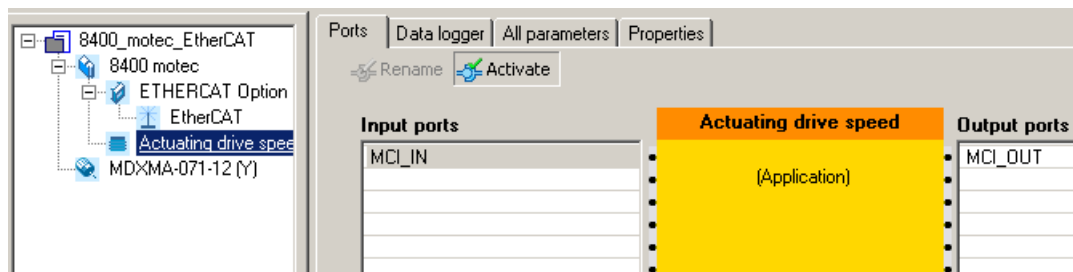 8400_motec_EtherCAT
8400 motec
ETHERCAT Option
EtherCAT
Actuating drive spee
MDXMA-071-12 (Y)
Ports Data logger All parameters Properties
Rename Activate
Input ports Actuating drive speed Output ports
MCI_IN MCI_OUT
(Application)